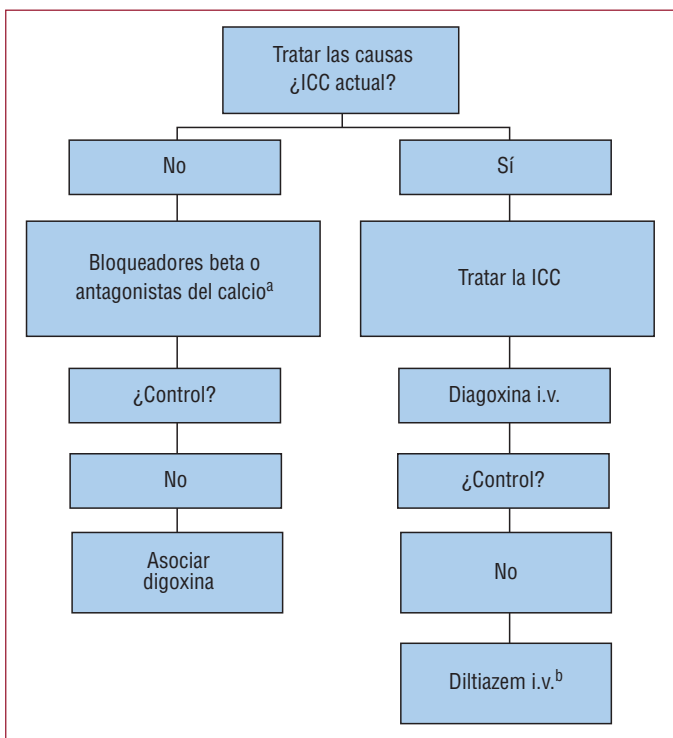 Tratar las causas
¿ICC actual?
No
Sí
Bloqueadores beta o
antagonistas del calcioᵃ
Tratar la ICC
¿Control?
Diagoxina i.v.
No
¿Control?
Asociar
digoxina
No
Diltiazem i.v.ᵇ